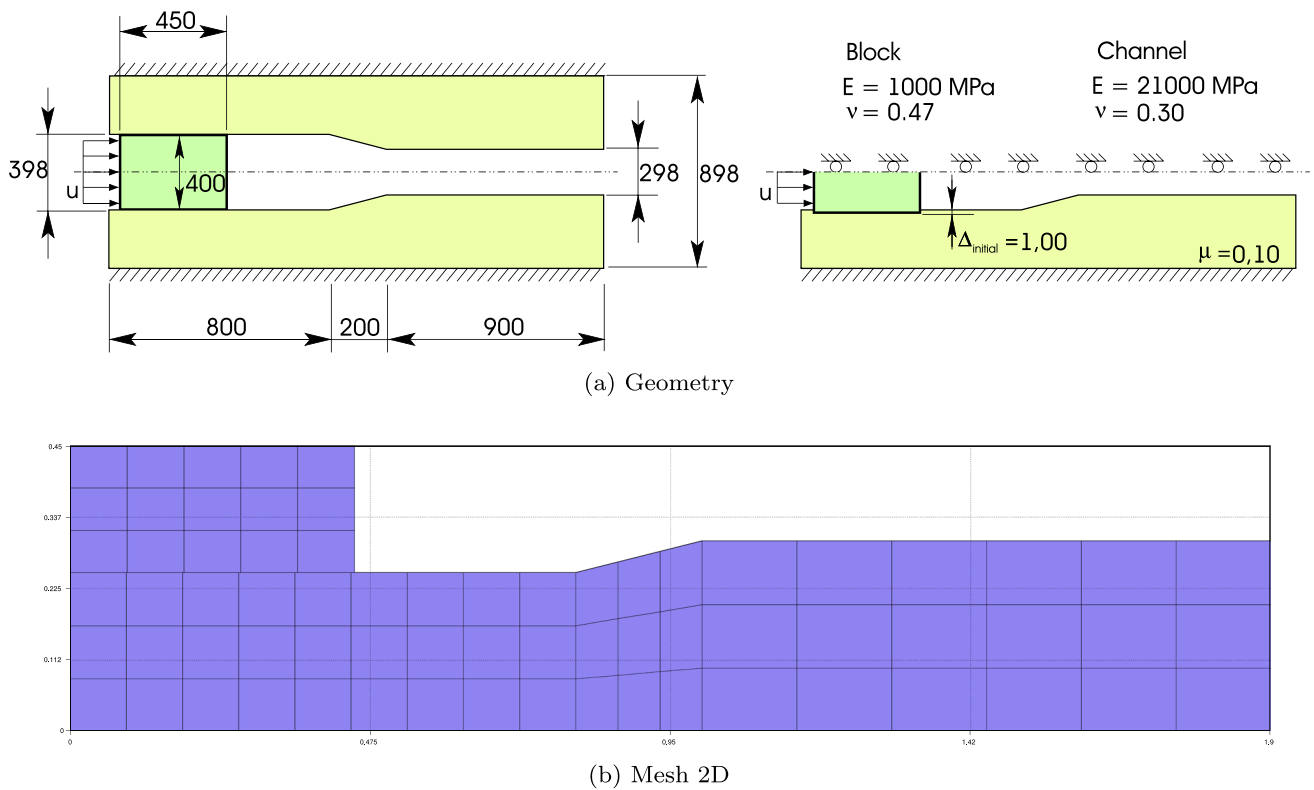 450
398
u
400
298
898
800
200
900
Block
E = 1000 MPa
ν = 0.47
Channel
E = 21000 MPa
ν = 0.30
u
Δinitial =1,00
μ =0,10
(a) Geometry
0.45
0.337
0.225
0.112
0
0
0,475
0,95
1,42
1,9
(b) Mesh 2D